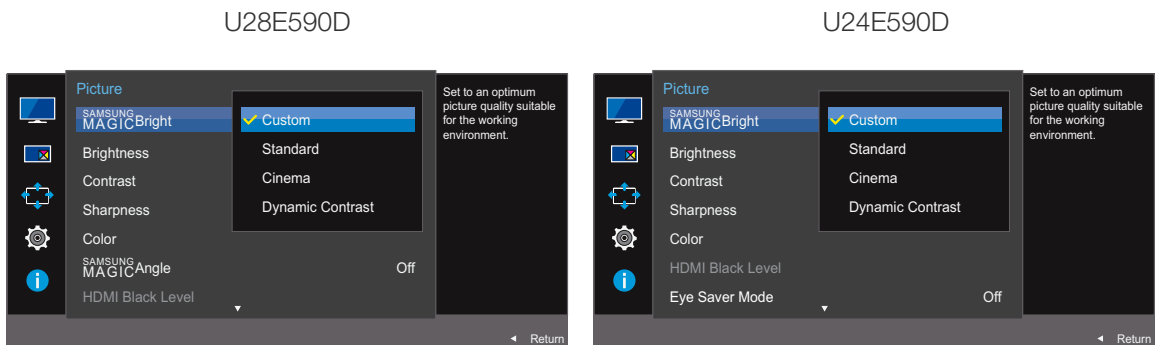 U28E590D
Picture
SAMSUNG MAGIC Bright
Custom
Brightness
Standard
Contrast
Cinema
Sharpness
Dynamic Contrast
Color
SAMSUNG MAGIC Angle Off
HDMI Black Level
Set to an optimum
picture quality suitable
for the working
environment.
Return
U24E590D
Picture
SAMSUNG MAGIC Bright
Custom
Brightness
Standard
Contrast
Cinema
Sharpness
Dynamic Contrast
Color
HDMI Black Level
Eye Saver Mode Off
Set to an optimum
picture quality suitable
for the working
environment.
Return